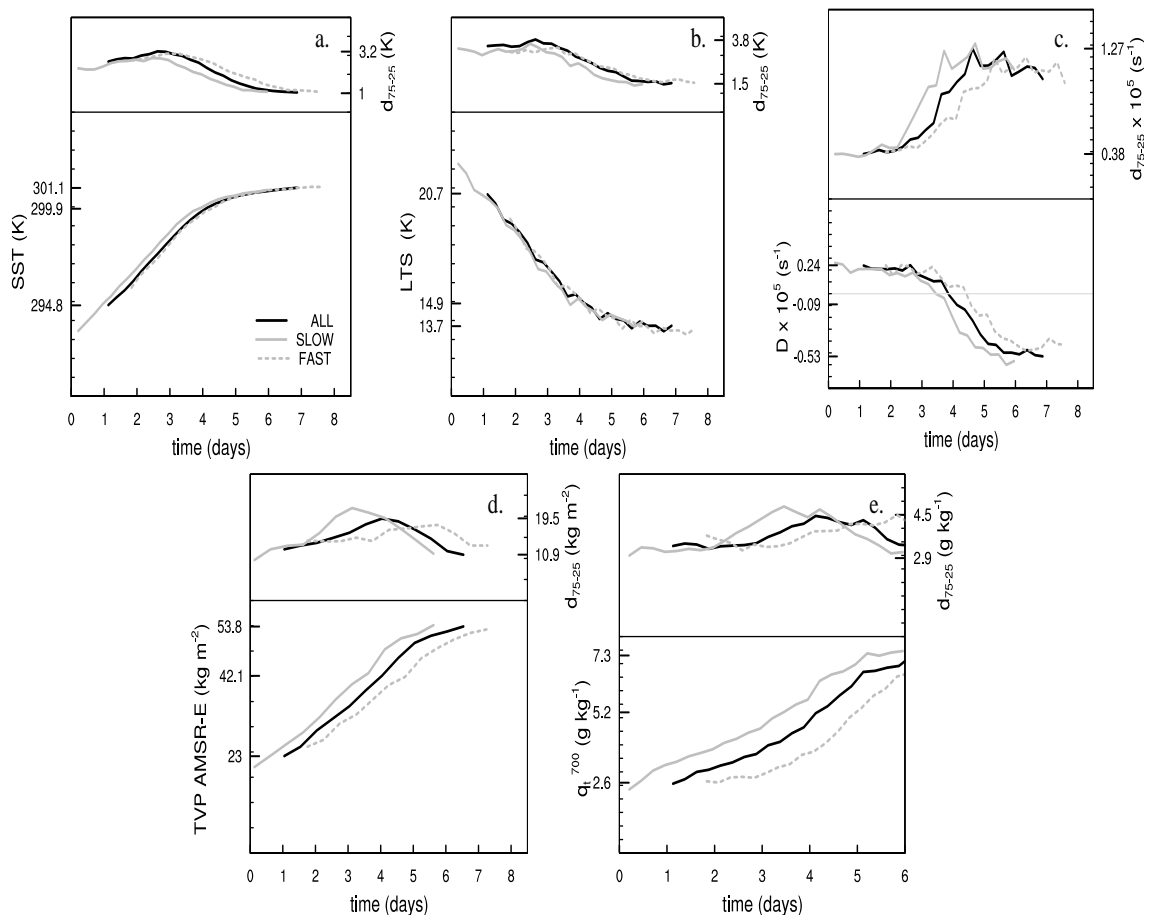 a.
3.2
1
d75-25 (K)
301.1
299.9
294.8
SST (K)
ALL
SLOW
FAST
0 1 2 3 4 5 6 7 8
time (days)
b.
3.8
1.5
d75-25 (K)
20.7
14.9
13.7
LTS (K)
0 1 2 3 4 5 6 7 8
time (days)
c.
1.27
0.38
d75-25 x 10⁵ (s⁻¹)
0.24
-0.09
-0.53
D x 10⁵ (s⁻¹)
0 1 2 3 4 5 6 7 8
time (days)
d.
19.5
10.9
d75-25 (kg m⁻²)
53.8
42.1
23
TVP AMSR-E (kg m⁻²)
0 1 2 3 4 5 6 7 8
time (days)
e.
4.5
2.9
d75-25 (g kg⁻¹)
7.3
5.2
2.6
qt⁷⁰⁰ (g kg⁻¹)
0 1 2 3 4 5 6
time (days)